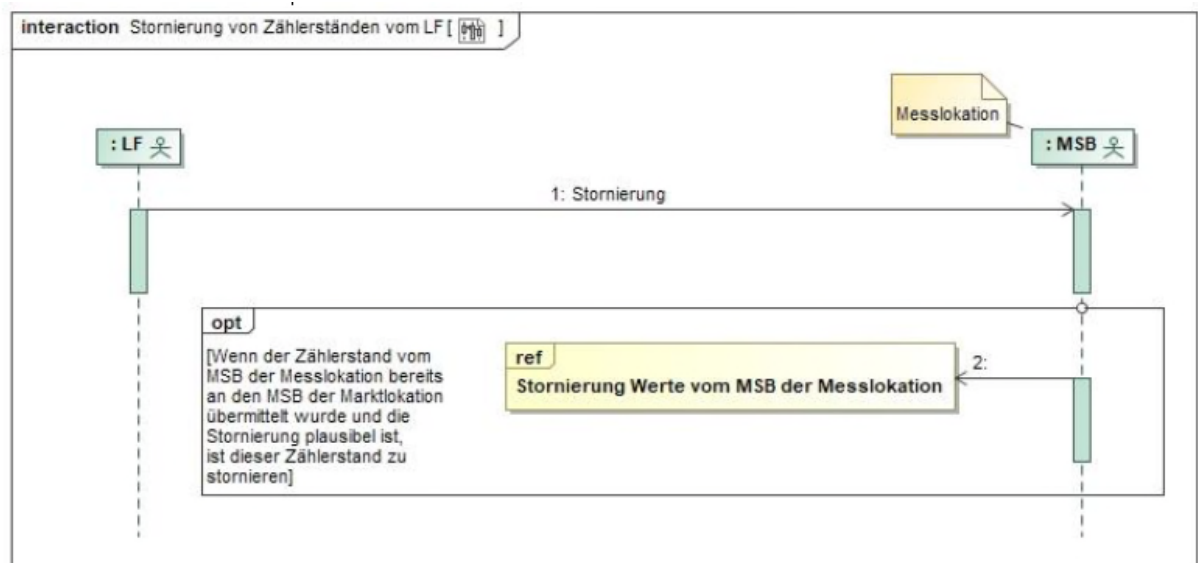 interaction Stornierung von Zählerständen vom LF [ ]
Messlokation
: LF
: MSB
1: Stornierung
opt
[Wenn der Zählerstand vom
MSB der Messlokation bereits
an den MSB der Marktlokation
übermittelt wurde und die
Stornierung plausibel ist,
ist dieser Zählerstand zu
stornieren]
ref
Stornierung Werte vom MSB der Messlokation
2: